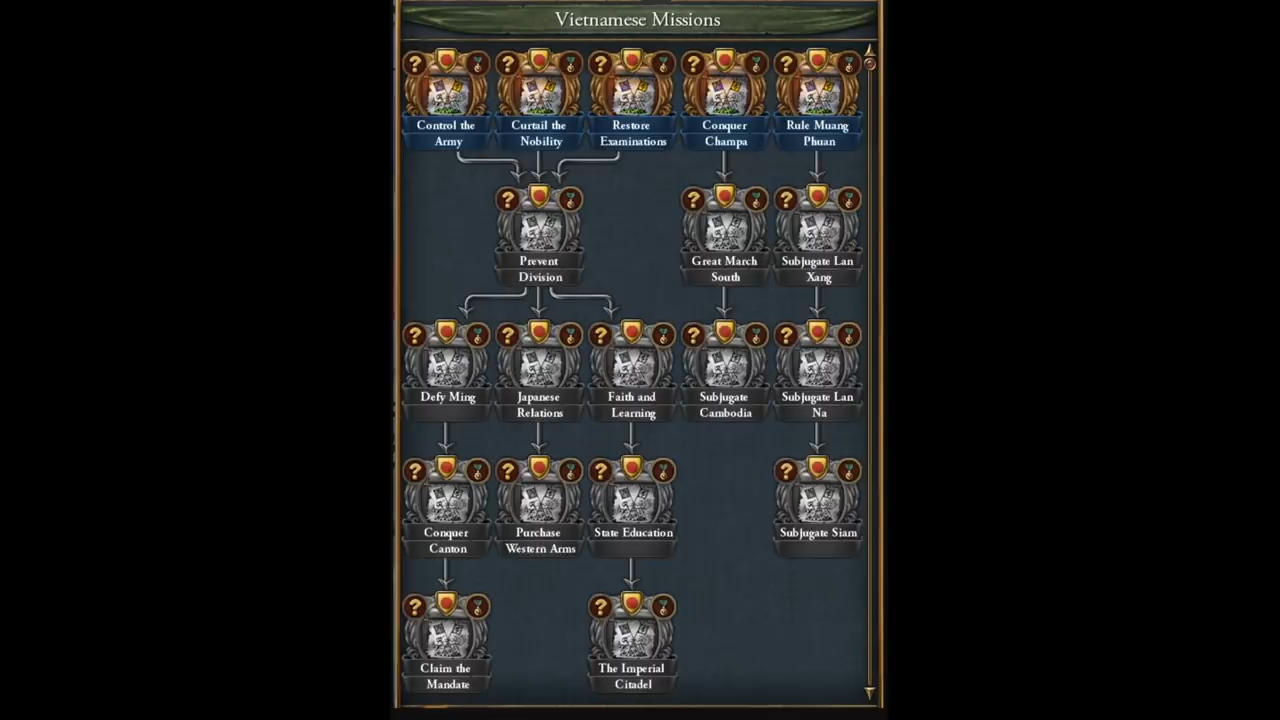 Vietnamese Missions
Control the
Army
Curtail the
Nobility
Restore
Examinations
Conquer
Champa
Rule Muang
Phuan
Prevent
Division
Great March
South
Subjugate Lan
Xang
Defy Ming
Japanese
Relations
Faith and
Learning
Subjugate
Cambodia
Subjugate Lan
Na
Conquer
Canton
Purchase
Western Arms
State Education
Subjugate Siam
Claim the
Mandate
The Imperial
Citadel